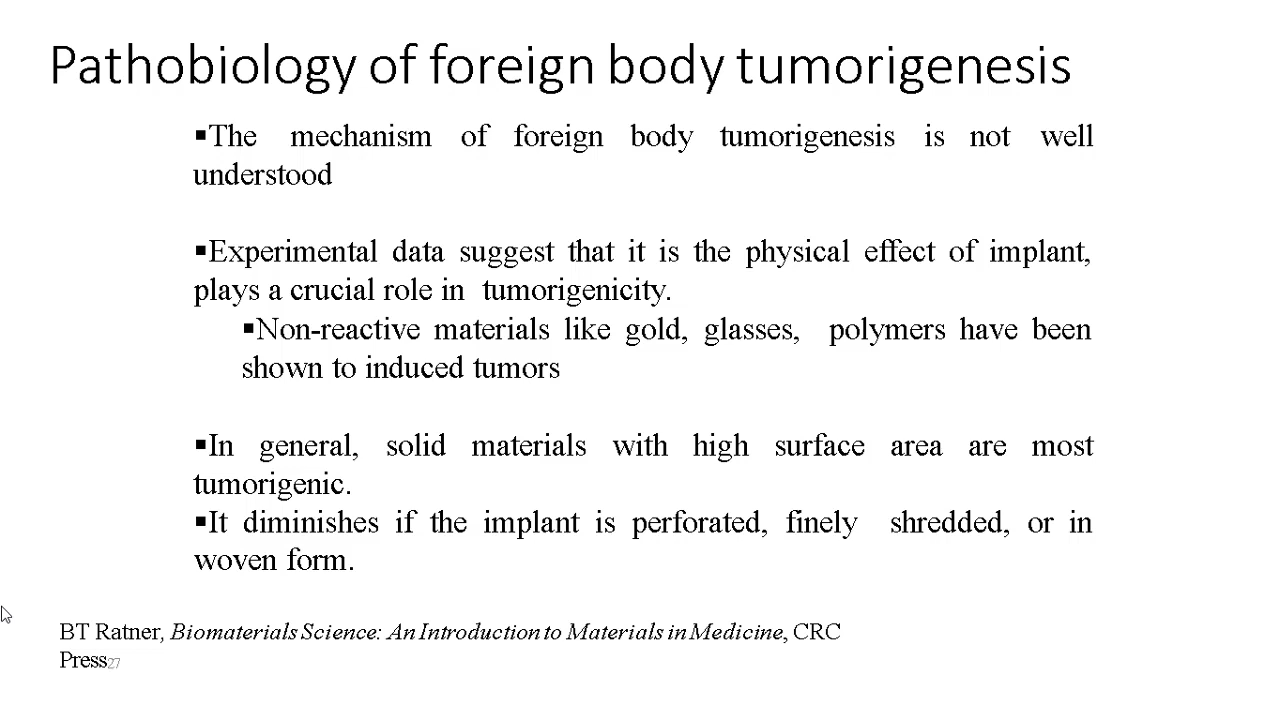 Pathobiology of foreign body tumorigenesis
▪The mechanism of foreign body tumorigenesis is not well
understood
▪Experimental data suggest that it is the physical effect of implant,
plays a crucial role in tumorigenicity.
▪Non-reactive materials like gold, glasses, polymers have been
shown to induced tumors
▪In general, solid materials with high surface area are most
tumorigenic.
▪It diminishes if the implant is perforated, finely shredded, or in
woven form.
BT Ratner, Biomaterials Science: An Introduction to Materials in Medicine, CRC
Press27